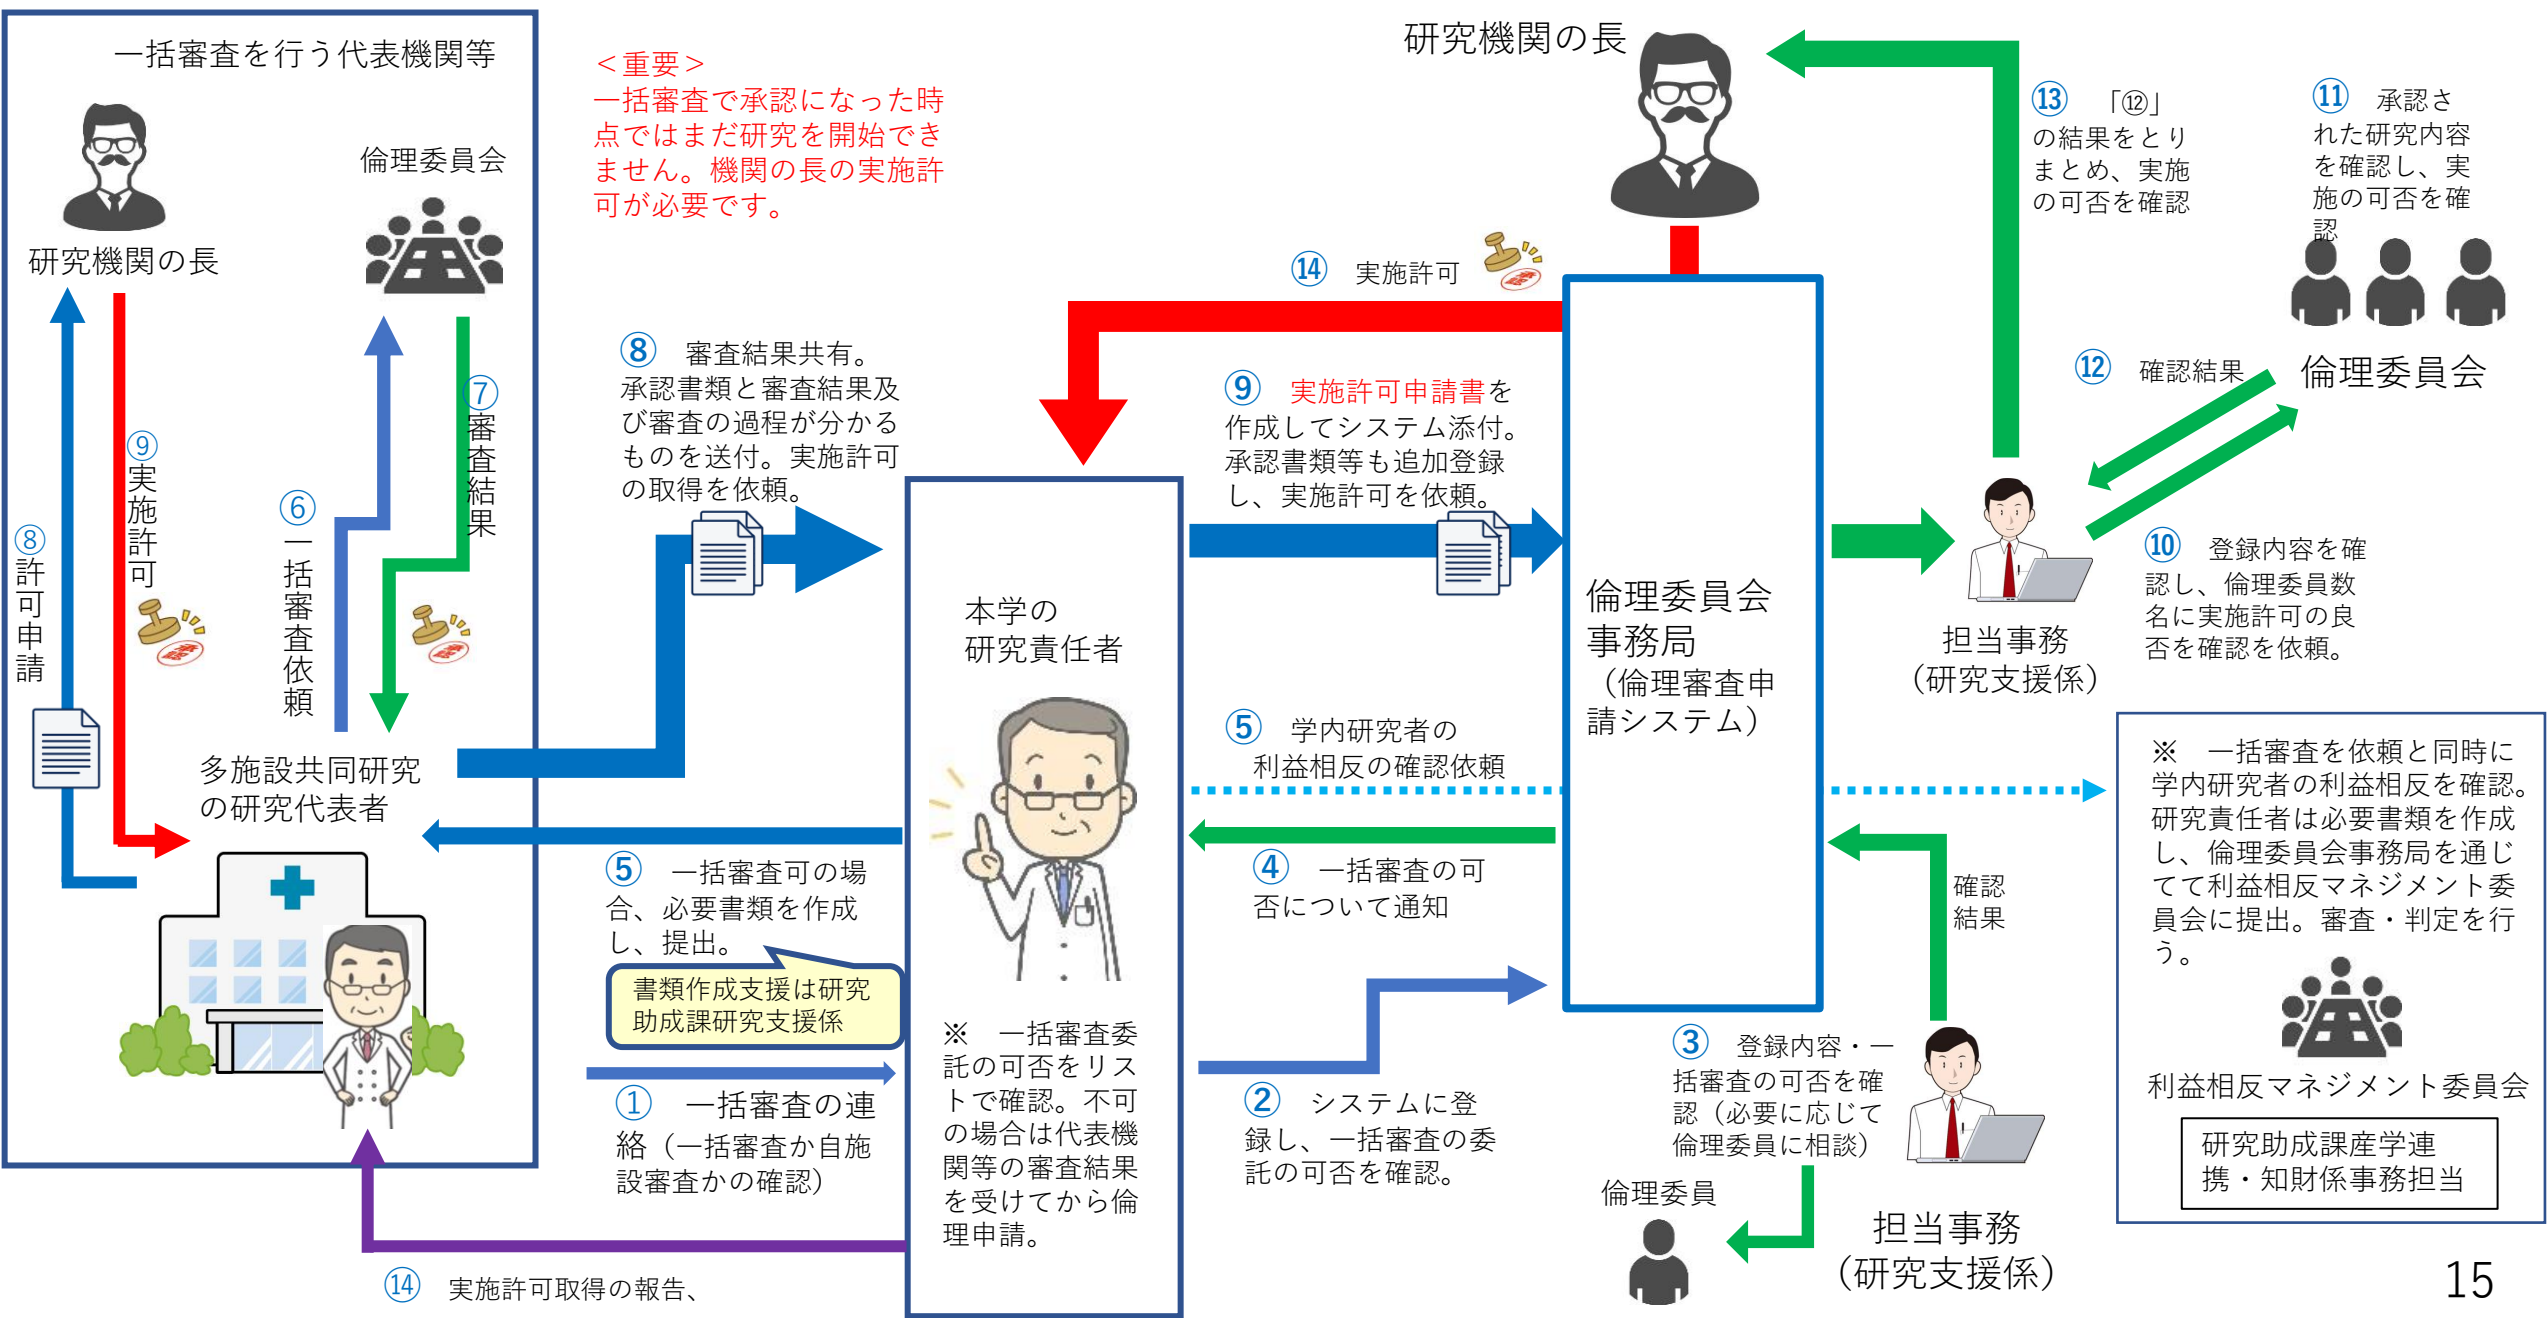 一括審査を行う代表機関等
研究機関の長
倫理委員会
⑧許可申請
⑨実施許可
⑥一括審査依頼
⑦審査結果
多施設共同研究
の研究代表者
＜重要＞
一括審査で承認になった時
点ではまだ研究を開始でき
ません。機関の長の実施許
可が必要です。
⑧ 審査結果共有。
承認書類と審査結果及
び審査の過程が分かる
ものを送付。実施許可
の取得を依頼。
⑤ 一括審査可の場
合、必要書類を作成
し、提出。
書類作成支援は研究
助成課研究支援係
① 一括審査の連
絡（一括審査か自施
設審査かの確認）
⑭ 実施許可取得の報告、
本学の
研究責任者
※ 一括審査委
託の可否をリス
トで確認。不可
の場合は代表機
関等の審査結果
を受けてから倫
理申請。
研究機関の長
⑭ 実施許可
⑨ 実施許可申請書を
作成してシステム添付。
承認書類等も追加登録
し、実施許可を依頼。
⑤ 学内研究者の
利益相反の確認依頼
④ 一括審査の可
否について通知
② システムに登
録し、一括審査の委
託の可否を確認。
倫理委員会
事務局
（倫理審査申
請システム）
③ 登録内容・一
括審査の可否を確
認（必要に応じて
倫理委員に相談）
倫理委員
担当事務
（研究支援係）
確認
結果
⑬ 「⑫」
の結果をとり
まとめ、実施
の可否を確認
⑪ 承認さ
れた研究内容
を確認し、実
施の可否を確
認
倫理委員会
⑫ 確認結果
⑩ 登録内容を確
認し、倫理委員数
名に実施許可の良
否を確認を依頼。
担当事務
（研究支援係）
※ 一括審査を依頼と同時に
学内研究者の利益相反を確認。
研究責任者は必要書類を作成
し、倫理委員会事務局を通じ
てて利益相反マネジメント委
員会に提出。審査・判定を行
う。
利益相反マネジメント委員会
研究助成課産学連
携・知財係事務担当
15